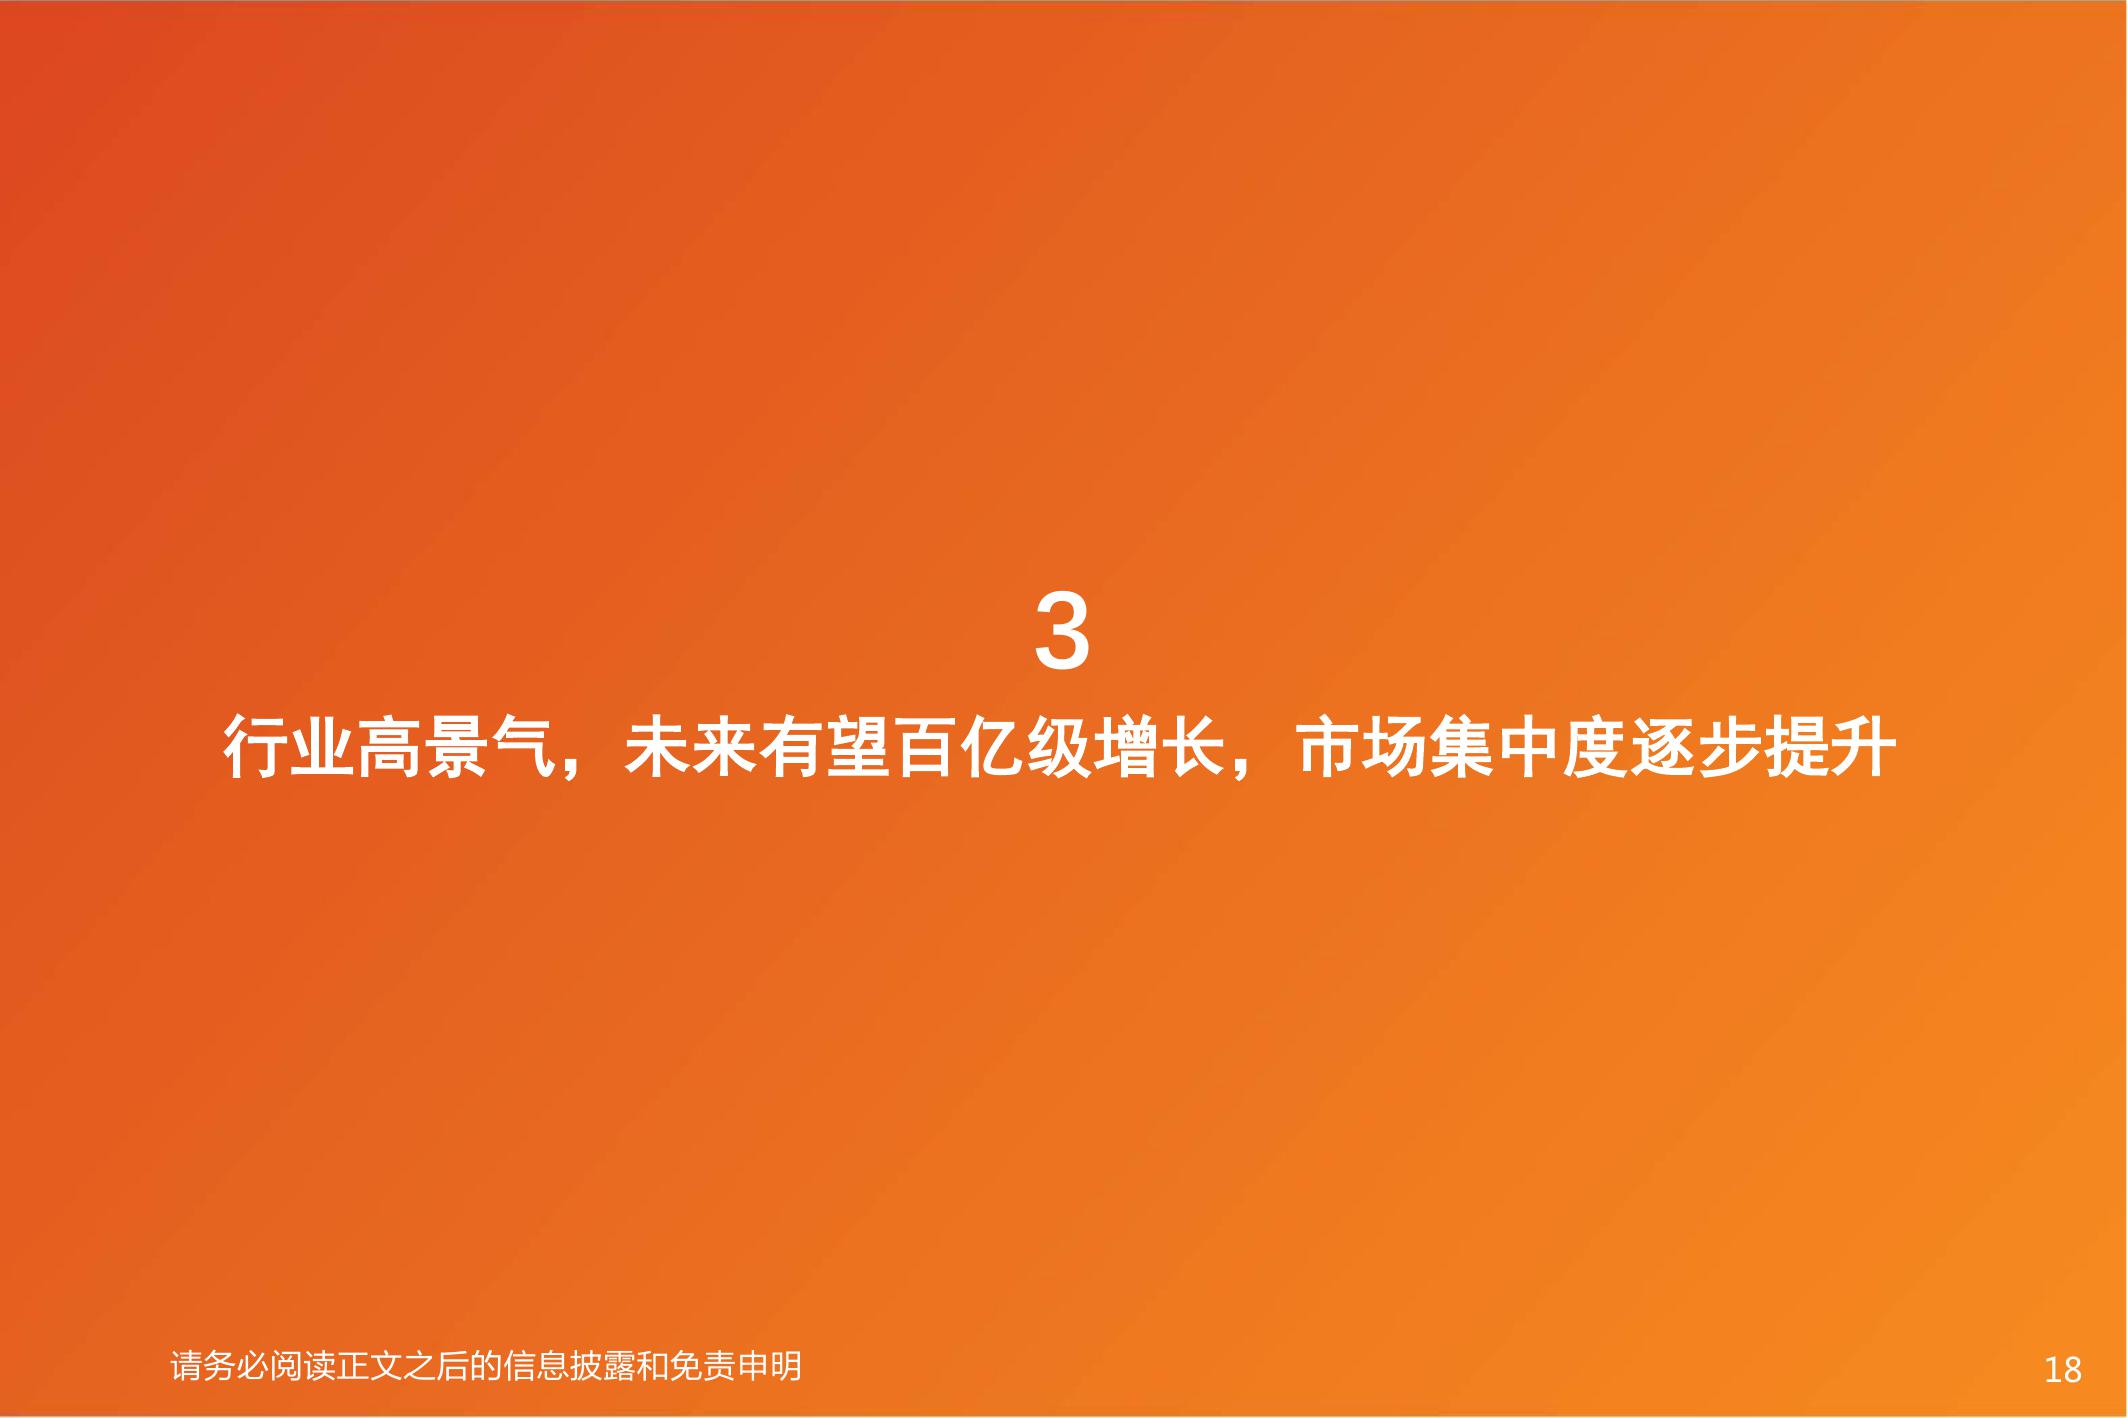 3
行业高景气，未来有望百亿级增长，市场集中度逐步提升
请务必阅读正文之后的信息披露和免责申明
18